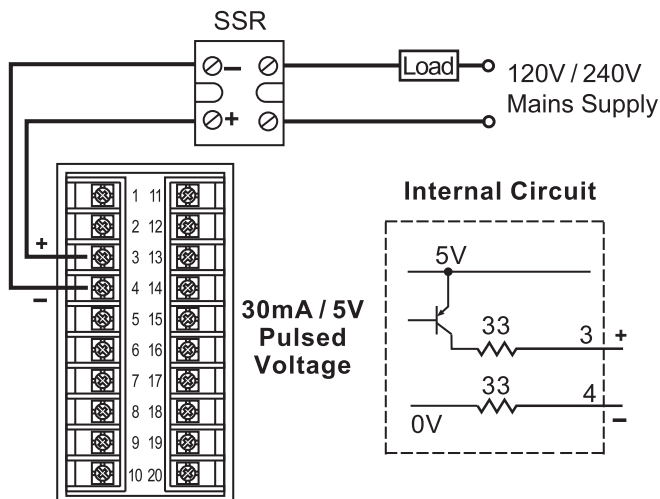 SSR
–
+
Load
120V / 240V
Mains Supply
+
–
1 11
2 12
3 13
4 14
5 15
6 16
7 17
8 18
9 19
10 20
30mA / 5V
Pulsed
Voltage
Internal Circuit
5V
33
3 +
33
4 –
0V